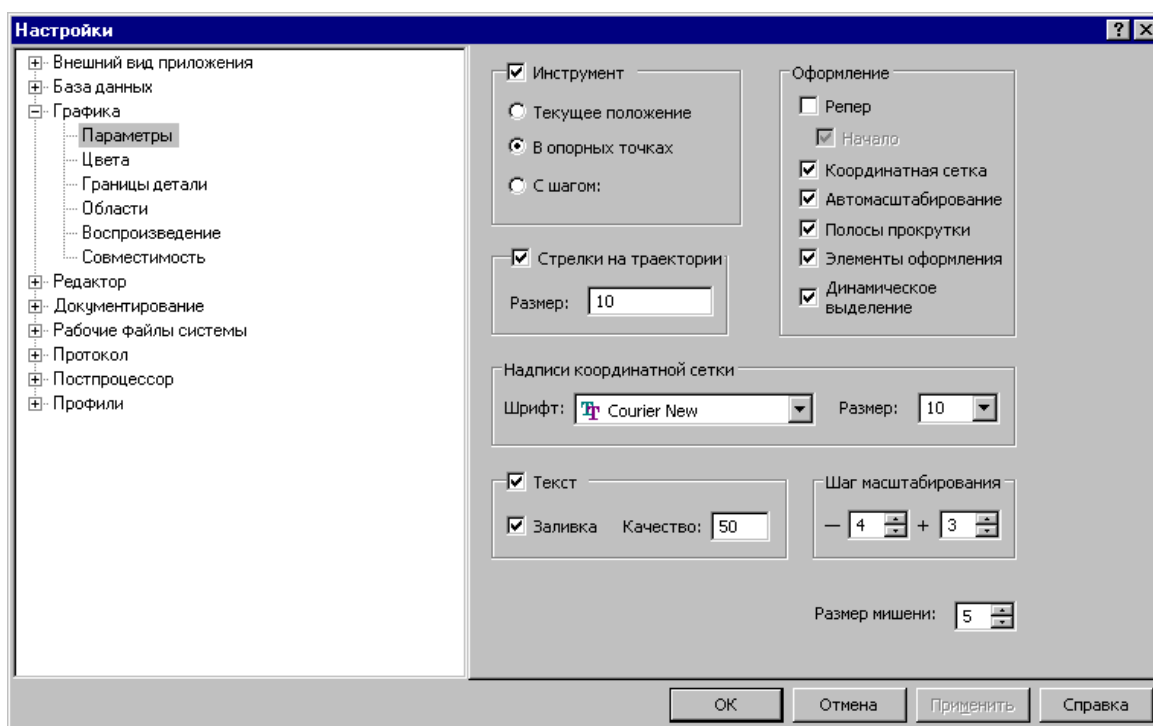 Настройки
Внешний вид приложения
База данных
Графика
Параметры
Цвета
Границы детали
Области
Воспроизведение
Совместимость
Редактор
Документирование
Рабочие файлы системы
Протокол
Постпроцессор
Профили
Инструмент
Текущее положение
В опорных точках
С шагом:
Стрелки на траектории
Размер: 10
Оформление
Репер
Начало
Координатная сетка
Автомасштабирование
Полосы прокрутки
Элементы оформления
Динамическое
выделение
Надписи координатной сетки
Шрифт: Courier New Размер: 10
Текст
Заливка Качество: 50
Шаг масштабирования
— 4 + 3
Размер мишени: 5
ОК Отмена Применить Справка